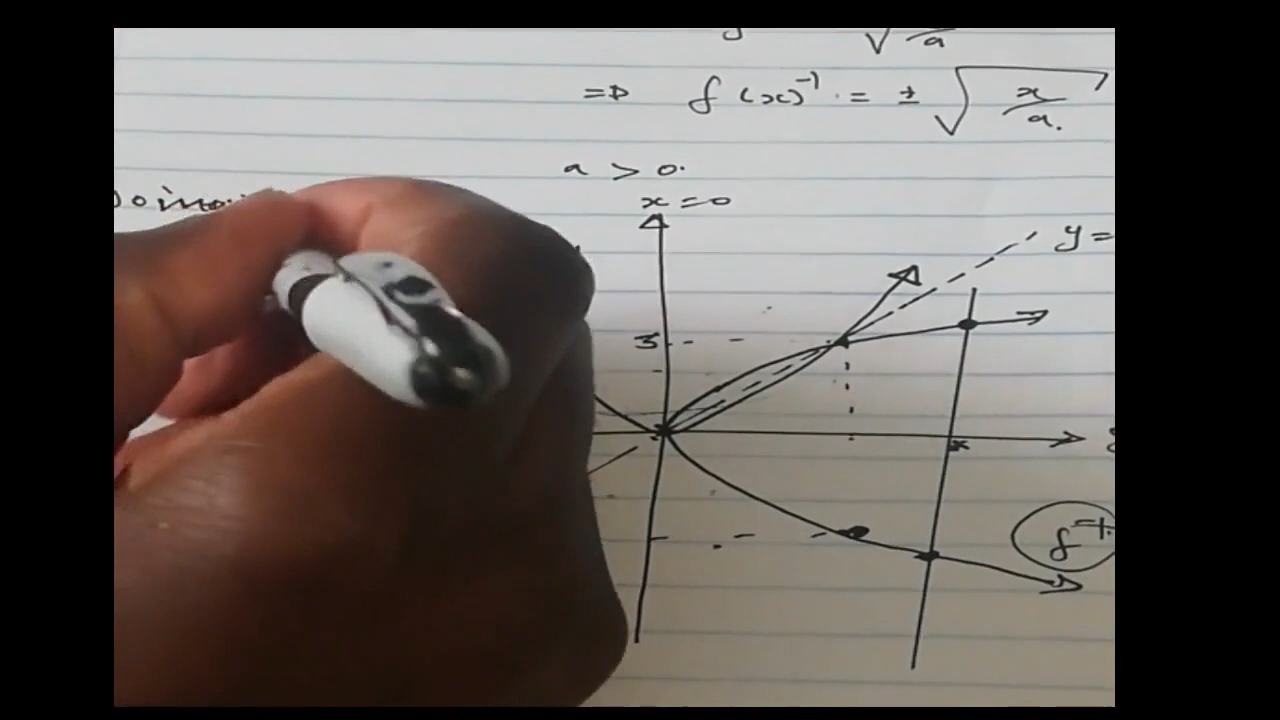 y √ a
=> f(x)⁻¹ = ± √ x/a.
a > 0.
x=0
y=
3
x
f⁻¹